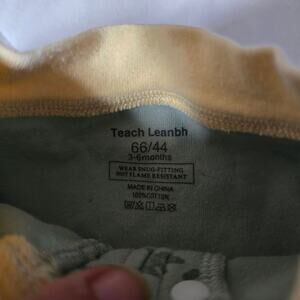 Teach Leanbh
66/44
3-6months
WEAR SNUG-FITTING
NOT FLAME RESISTANT
MADE IN CHINA
100%COTTON